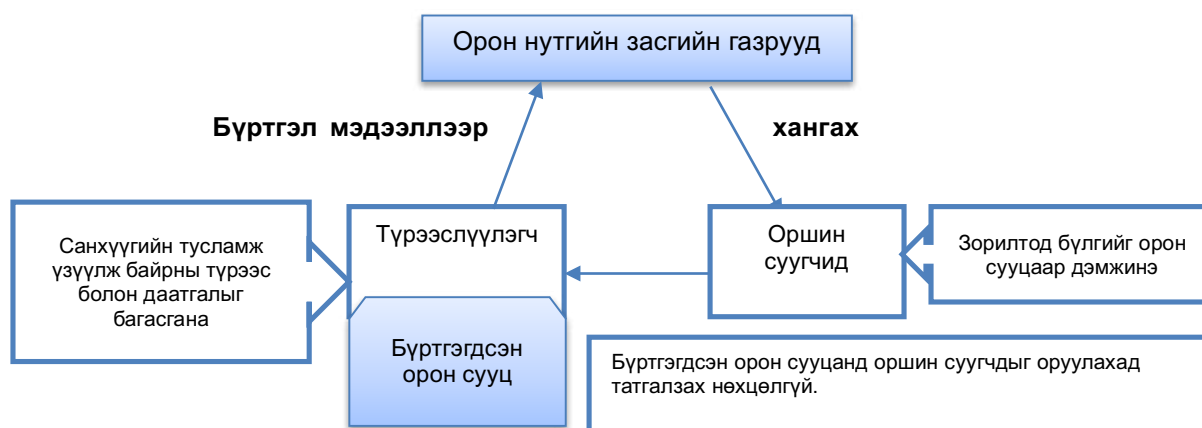 Орон нутгийн засгийн газрууд
Бүртгэл мэдээллээр
хангах
Санхүүгийн тусламж
үзүүлж байрны түрээс
болон даатгалыг
багасгана
Түрээслүүлэгч
Бүртгэгдсэн
орон сууц
Оршин
суугчид
Зорилтод бүлгийг орон
сууцаар дэмжинэ
Бүртгэгдсэн орон сууцанд оршин суугчдыг оруулахад
татгалзах нөхцөлгүй.